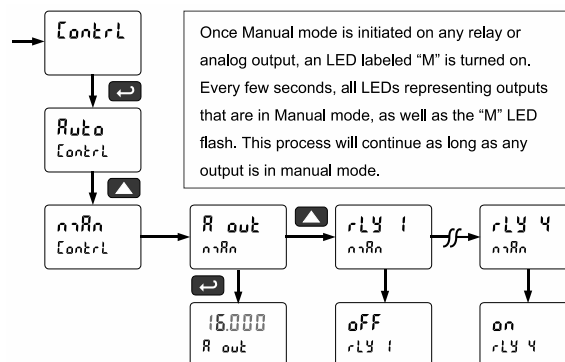 Contrl
Once Manual mode is initiated on any relay or
analog output, an LED labeled “M” is turned on.
Every few seconds, all LEDs representing outputs
that are in Manual mode, as well as the “M” LED
flash. This process will continue as long as any
output is in manual mode.
Auto
Contrl
mAn
Contrl
A out
mAn
rLY 1
mAn
rLY 4
mAn
16.000
A out
oFF
rLY 1
on
rLY 4